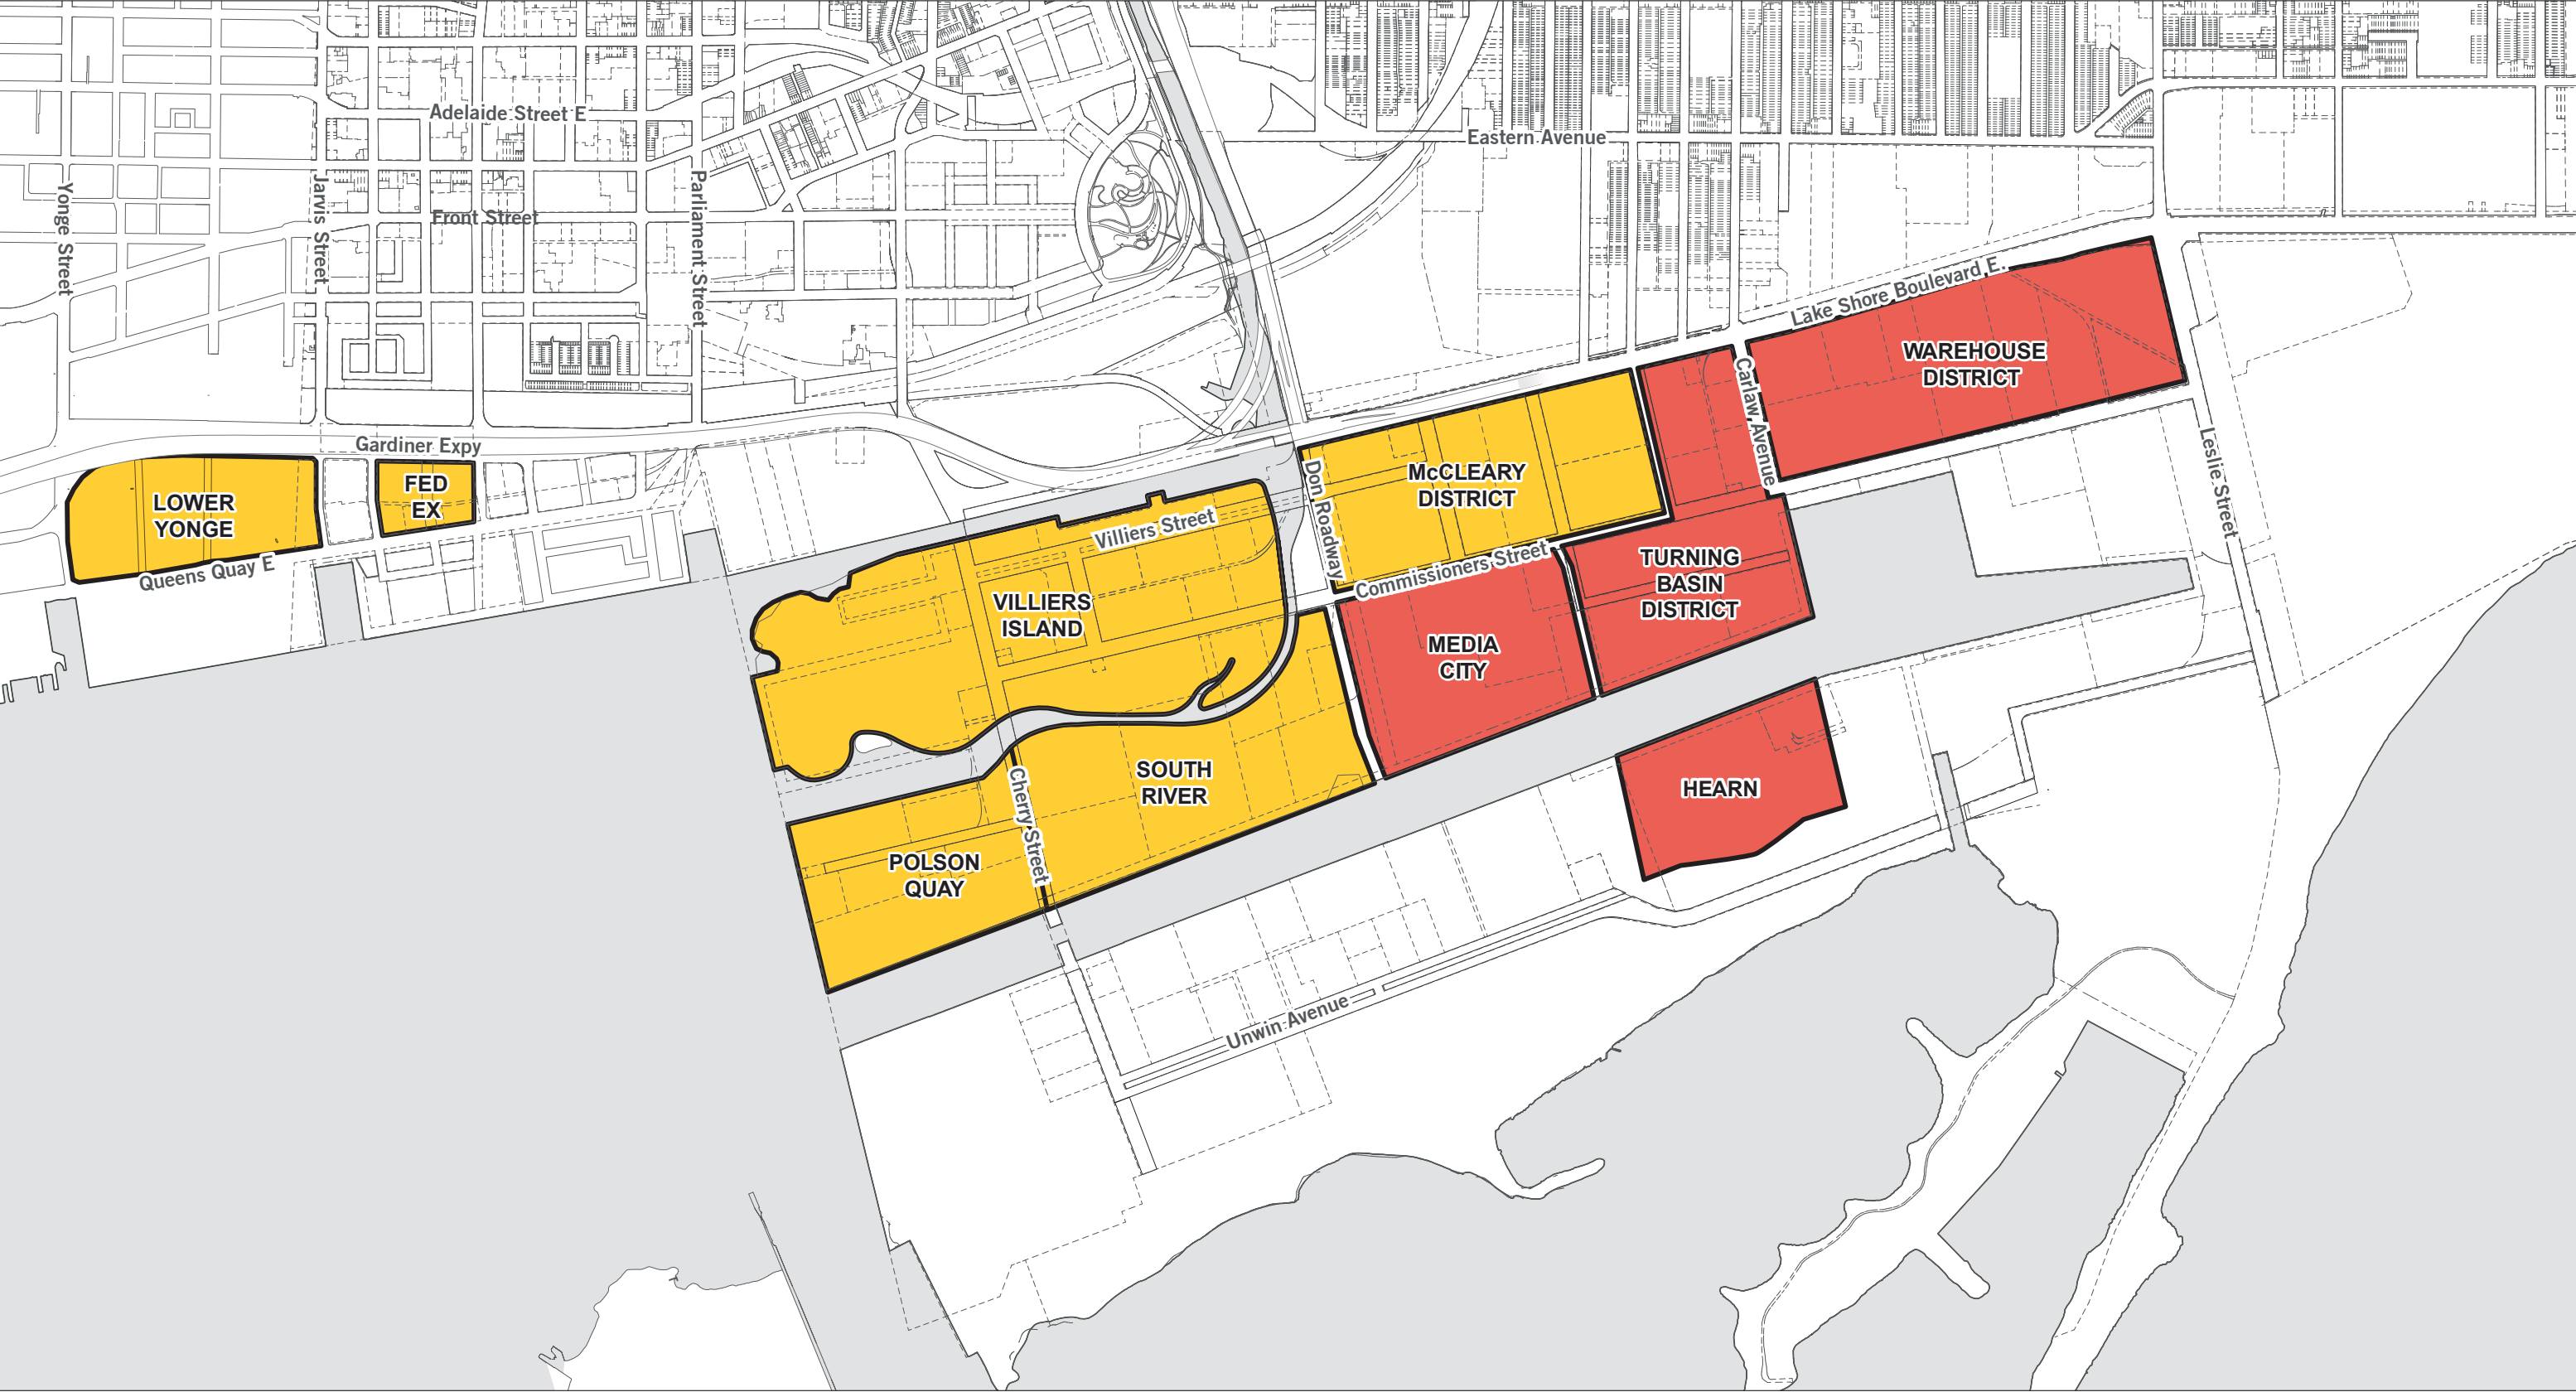 Adelaide Street E
Eastern Avenue
Yonge Street
Jarvis Street
Front Street
Parliament Street
Lake Shore Boulevard E.
WAREHOUSE
DISTRICT
Carlaw Avenue
Leslie Street
Gardiner Expy
LOWER
YONGE
FED
EX
Queens Quay E
McCLEARY
DISTRICT
Don Roadway
Villiers Street
Commissioners Street
TURNING
BASIN
DISTRICT
VILLIERS
ISLAND
MEDIA
CITY
SOUTH
RIVER
HEARN
Cherry Street
POLSON
QUAY
Unwin Avenue